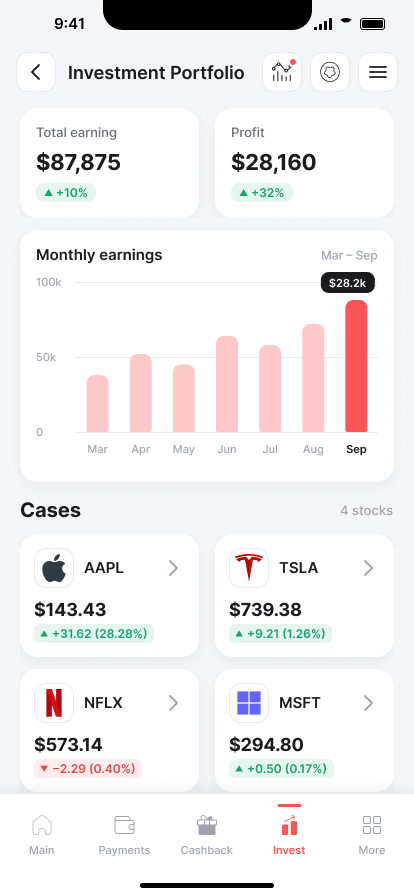 9:41
Investment Portfolio
Total earning
$87,875
+10%
Profit
$28,160
+32%
Monthly earnings
Mar – Sep
$28.2k
100k
50k
0
Mar Apr May Jun Jul Aug Sep
Cases
4 stocks
AAPL
$143.43
+31.62 (28.28%)
TSLA
$739.38
+9.21 (1.26%)
NFLX
$573.14
−2.29 (0.40%)
MSFT
$294.80
+0.50 (0.17%)
Main Payments Cashback Invest More